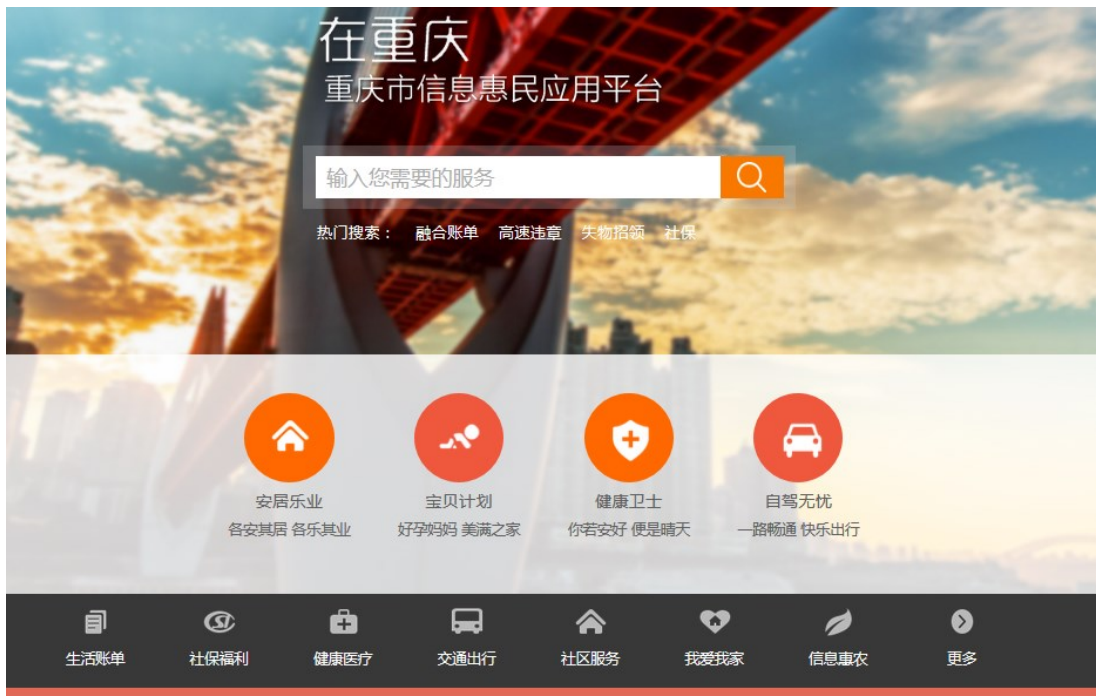 在重庆
重庆市信息惠民应用平台
输入您需要的服务
热门搜索： 融合账单 高速违章 失物招领 社保
安居乐业 宝贝计划 健康卫士 自驾无忧
各安其居 各乐其业 好孕妈妈 美满之家 你若安好 便是晴天 一路畅通 快乐出行
生活账单 社保福利 健康医疗 交通出行 社区服务 我爱我家 信息惠农 更多